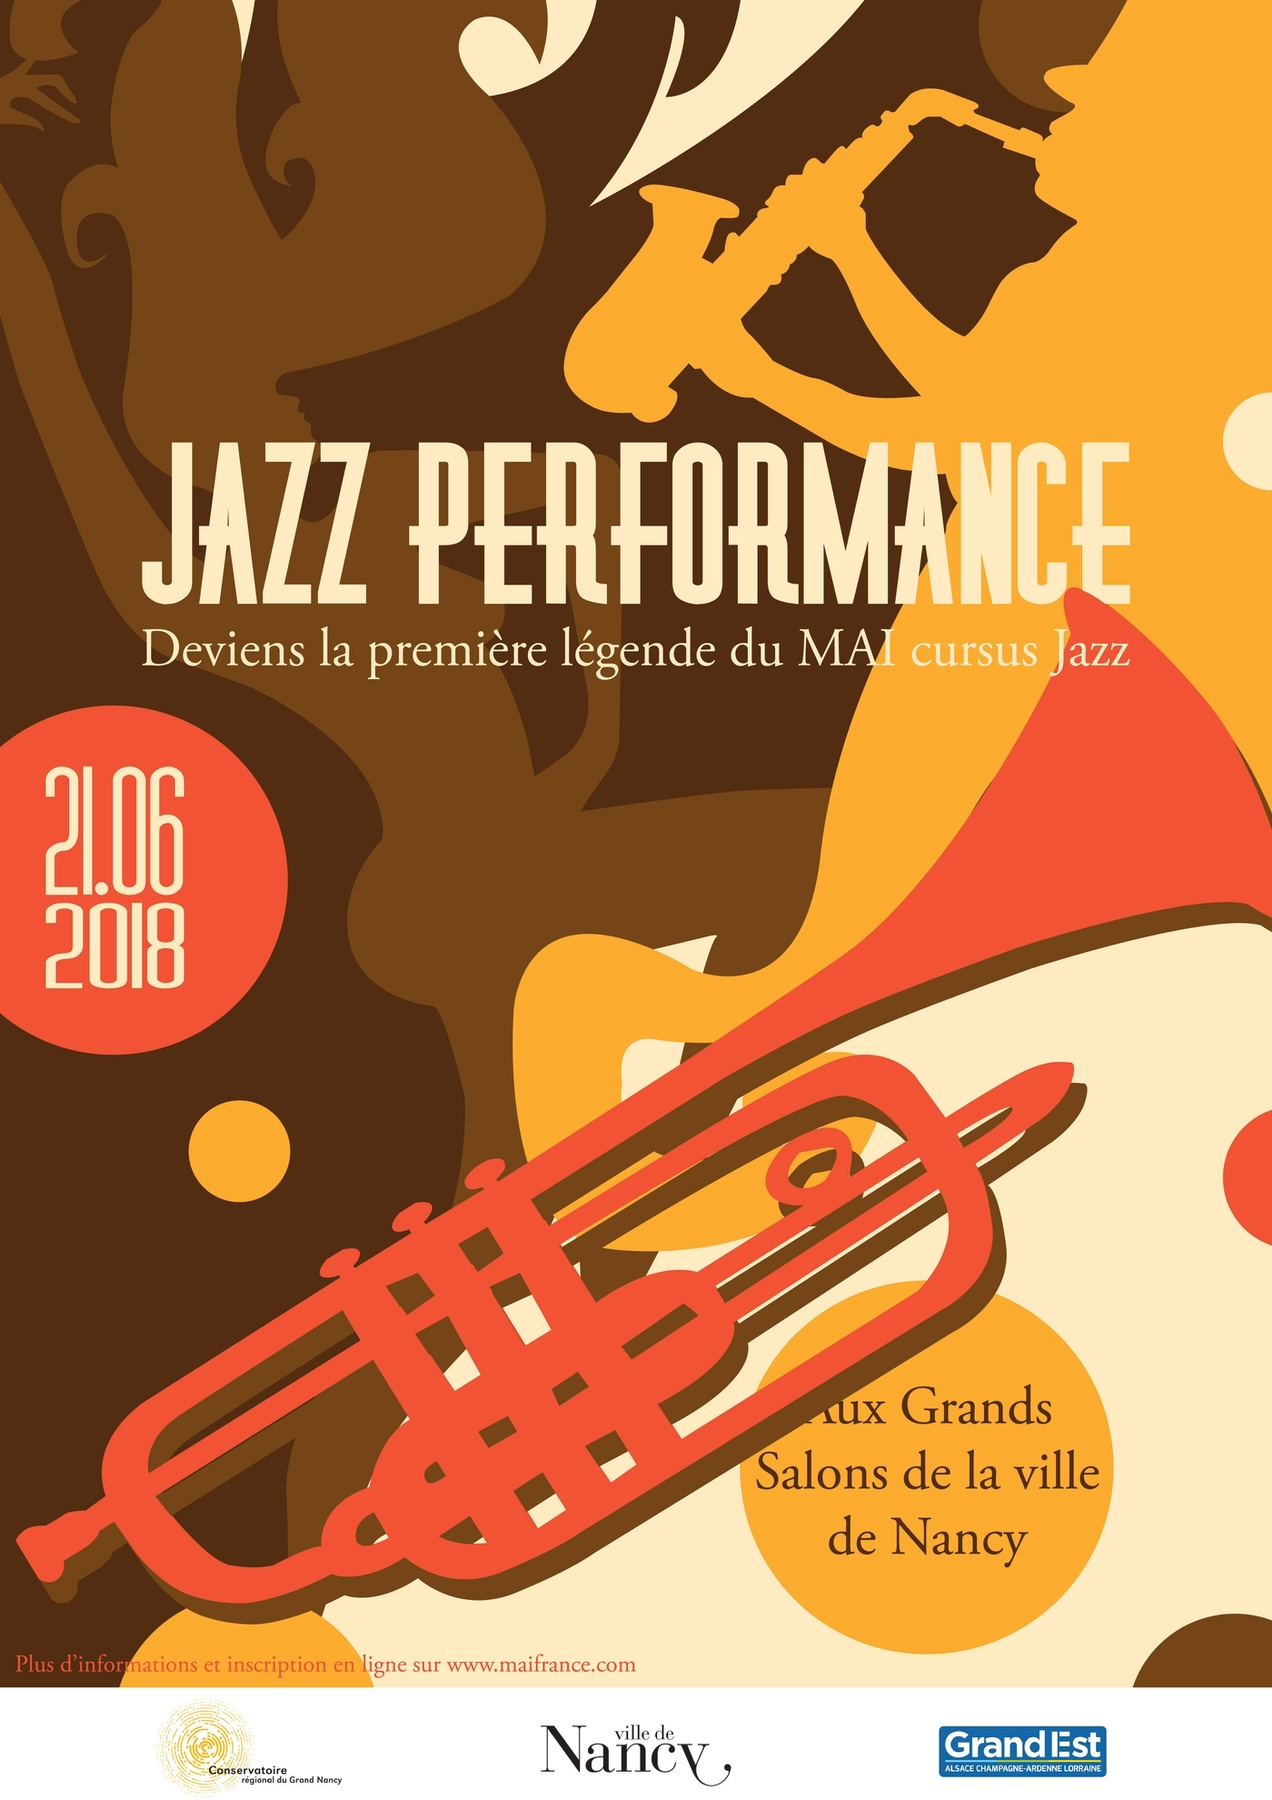 JAZZ PERFORMANCE
Deviens la première légende du MAI cursus Jazz
21.06
2018
Aux Grands
Salons de la ville
de Nancy
Plus d'informations et inscription en ligne sur www.maifrance.com
Conservatoire
régional du Grand Nancy
ville de
Nancy
Grand Est
ALSACE CHAMPAGNE-ARDENNE LORRAINE